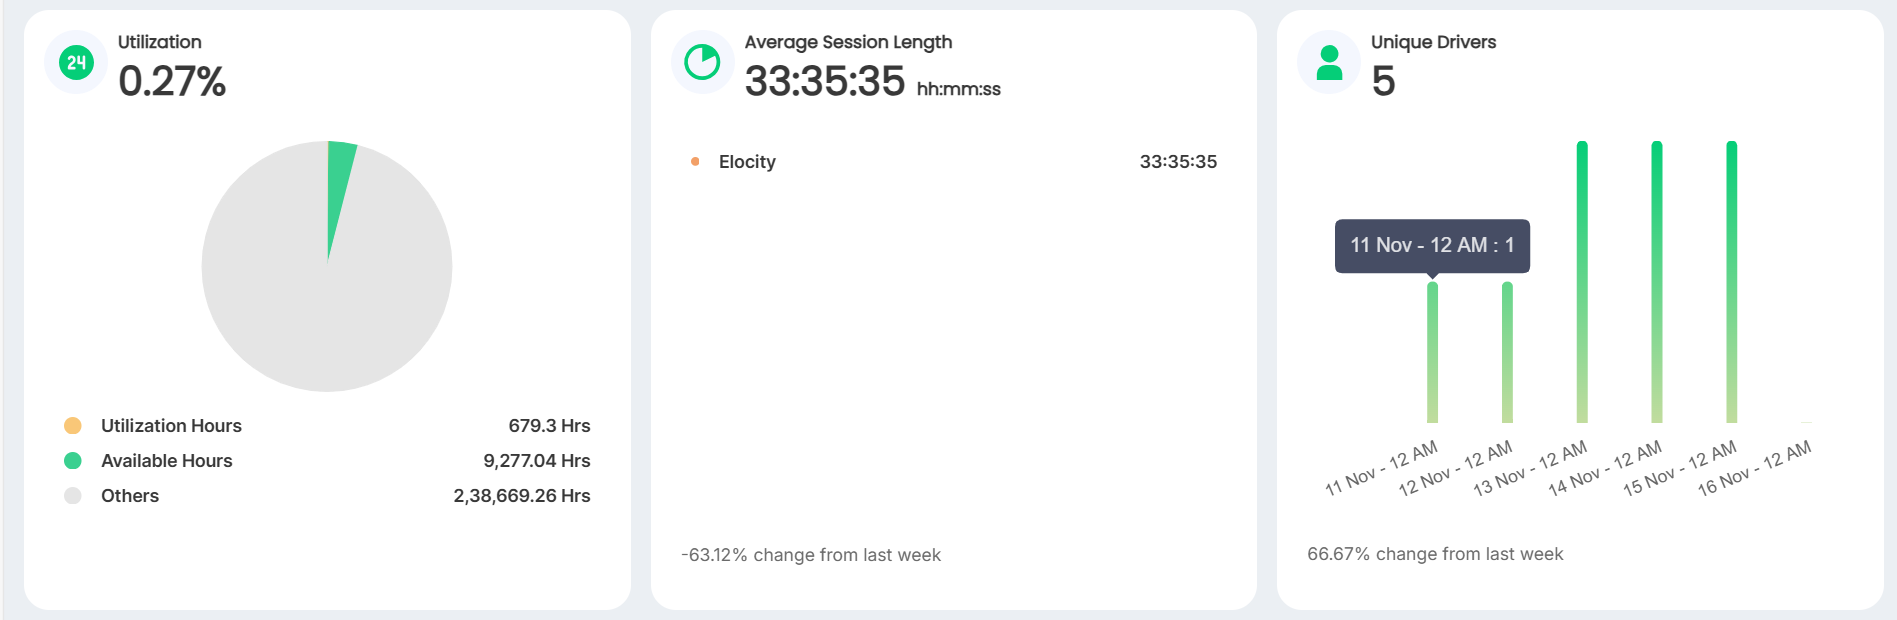 24
Utilization
0.27%
Utilization Hours 679.3 Hrs
Available Hours 9,277.04 Hrs
Others 2,38,669.26 Hrs
Average Session Length
33:35:35 hh:mm:ss
Elocity 33:35:35
-63.12% change from last week
Unique Drivers
5
11 Nov - 12 AM : 1
11 Nov - 12 AM
12 Nov - 12 AM
13 Nov - 12 AM
14 Nov - 12 AM
15 Nov - 12 AM
16 Nov - 12 AM
66.67% change from last week